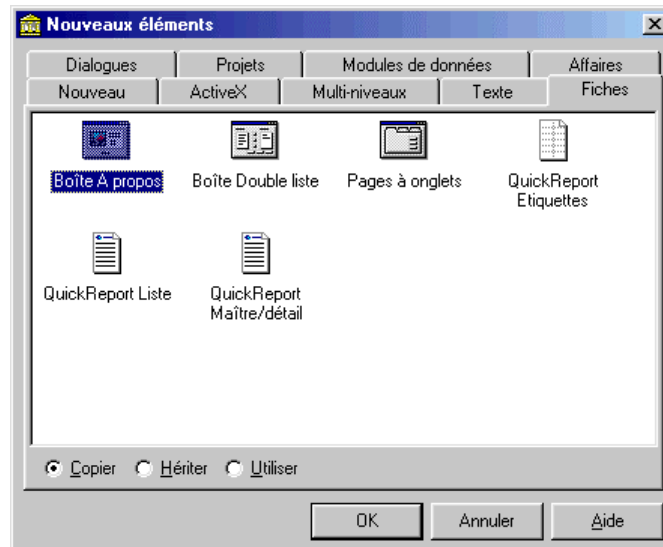 Nouveaux éléments
Dialogues Projets Modules de données Affaires
Nouveau ActiveX Multi-niveaux Texte Fiches
Boîte A propos Boîte Double liste Pages à onglets QuickReport
Etiquettes
QuickReport Liste QuickReport
Maître/détail
Copier Hériter Utiliser
OK Annuler Aide